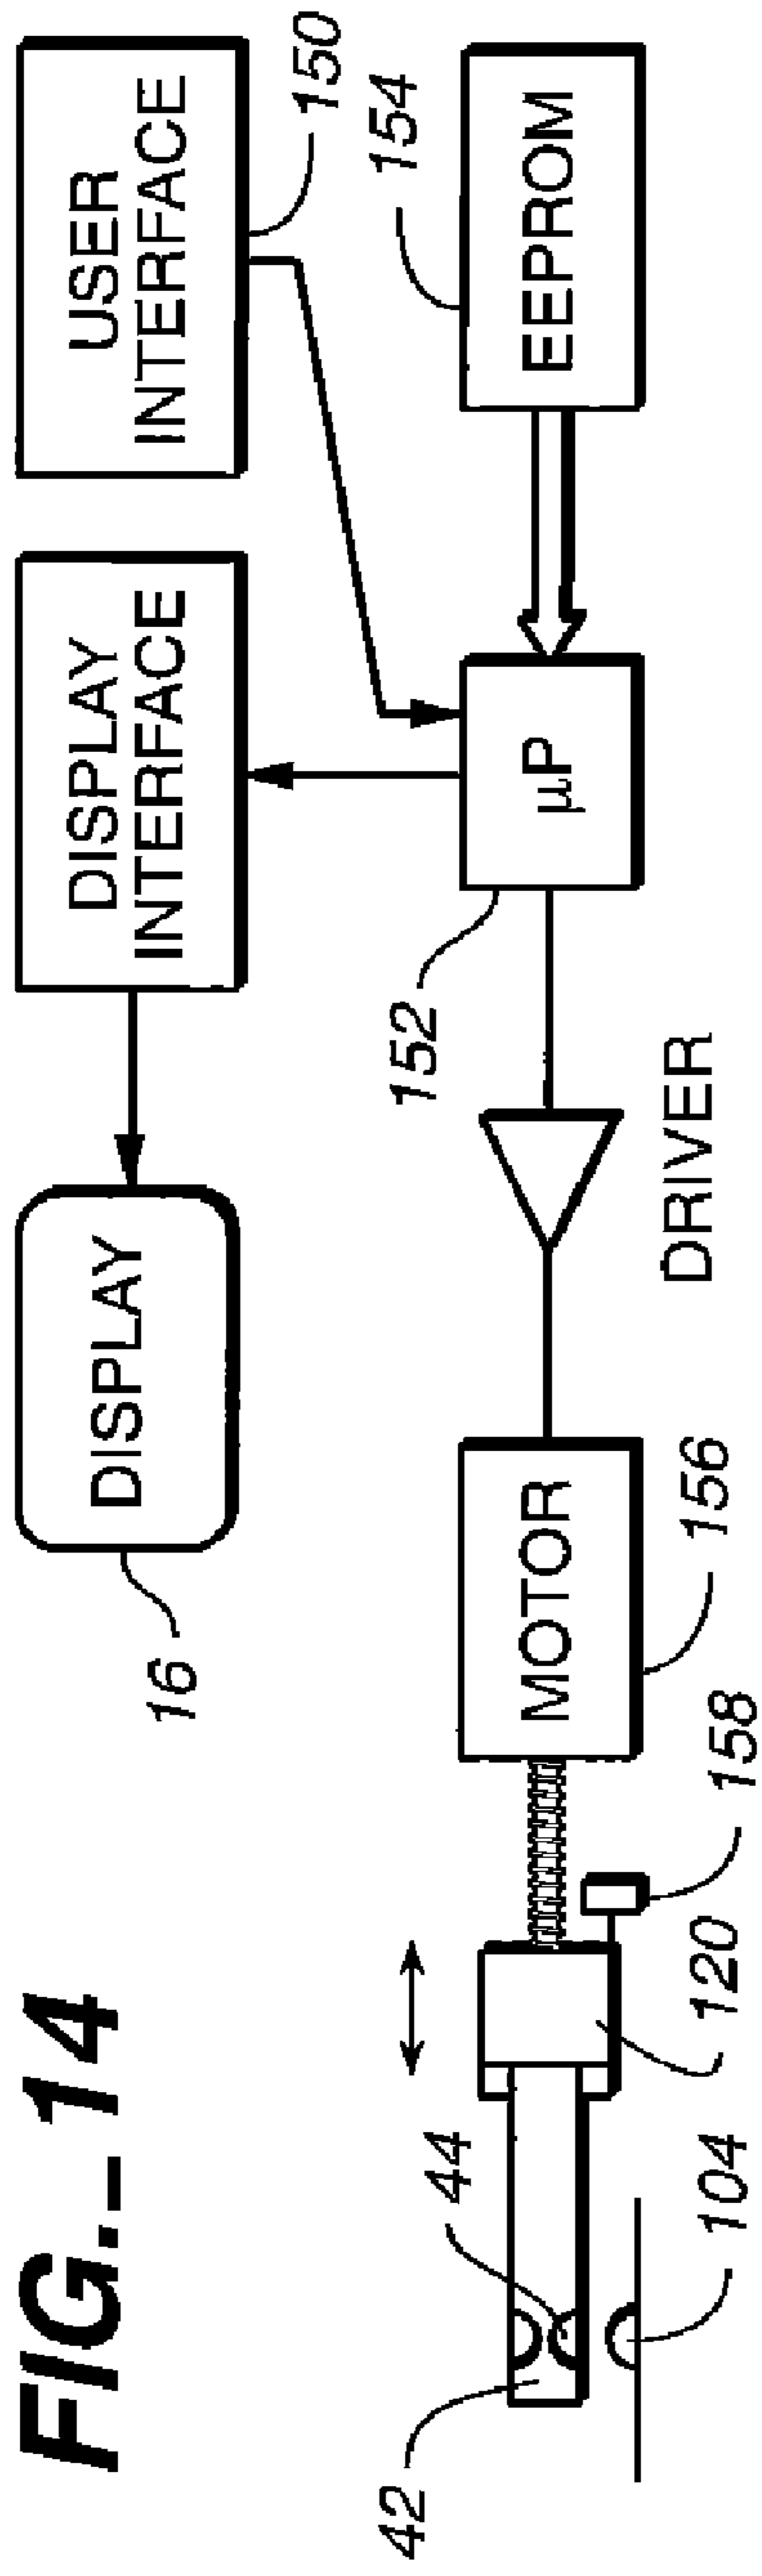 FIG._14
DISPLAY
16
DISPLAY
INTERFACE
USER
INTERFACE
150
42
44
104
120
158
MOTOR
156
DRIVER
152
µP
154
EEPROM